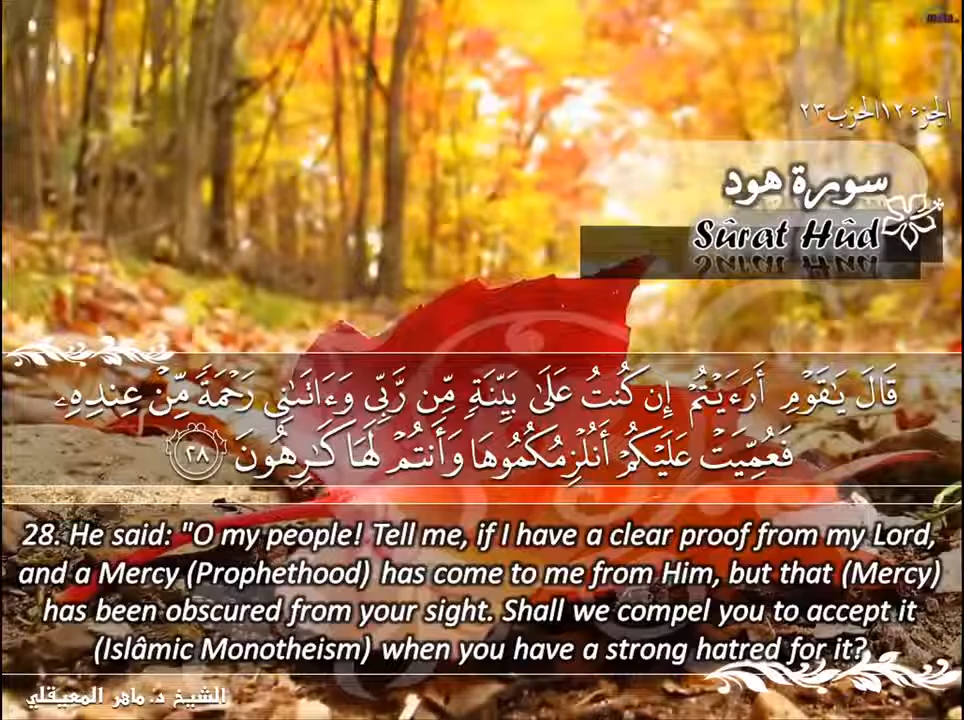 الجزء ١٢ الحزب ٢٣
سورة هود
Sûrat Hûd
قَالَ يَٰقَوْمِ أَرَءَيْتُمْ إِن كُنتُ عَلَىٰ بَيِّنَةٍ مِّن رَّبِّى وَءَاتَىٰنِى رَحْمَةً مِّنْ عِندِهِۦ
فَعُمِّيَتْ عَلَيْكُمْ أَنُلْزِمُكُمُوهَا وَأَنتُمْ لَهَا كَٰرِهُونَ ٢٨
28. He said: "O my people! Tell me, if I have a clear proof from my Lord,
and a Mercy (Prophethood) has come to me from Him, but that (Mercy)
has been obscured from your sight. Shall we compel you to accept it
(Islâmic Monotheism) when you have a strong hatred for it?
الشيخ د. ماهر المعيقلي